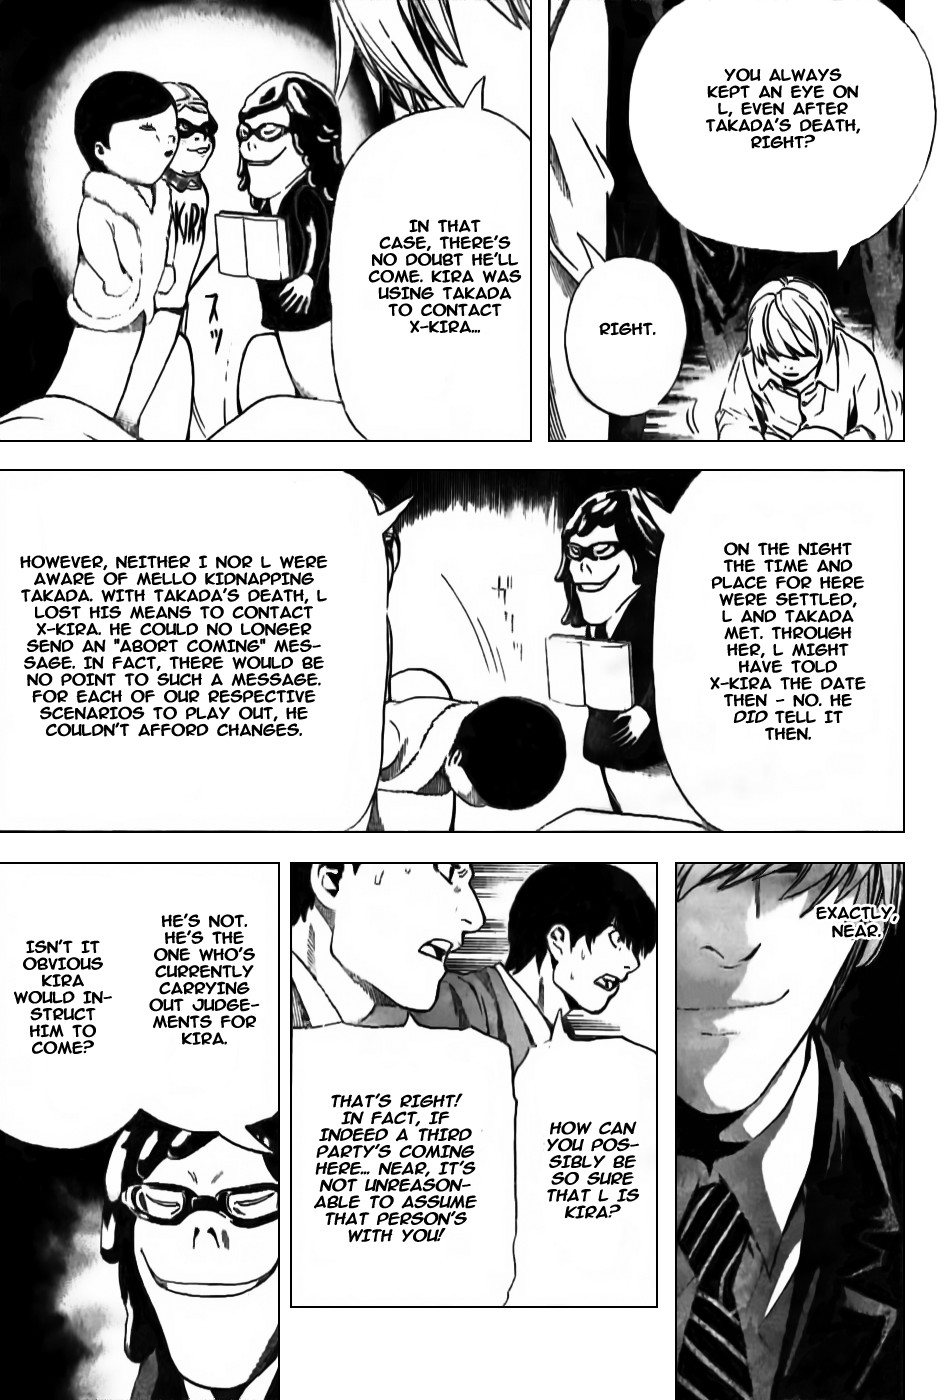 YOU ALWAYS
KEPT AN EYE ON
L, EVEN AFTER
TAKADA'S DEATH,
RIGHT?
RIGHT.
IN THAT
CASE, THERE'S
NO DOUBT HE'LL
COME. KIRA WAS
USING TAKADA
TO CONTACT
X-KIRA...
KIRA
スッ
ON THE NIGHT
THE TIME AND
PLACE FOR HERE
WERE SETTLED,
L AND TAKADA
MET. THROUGH
HER, L MIGHT
HAVE TOLD
X-KIRA THE DATE
THEN - NO. HE
DID TELL IT
THEN.
HOWEVER, NEITHER I NOR L WERE
AWARE OF MELLO KIDNAPPING
TAKADA. WITH TAKADA'S DEATH, L
LOST HIS MEANS TO CONTACT
X-KIRA. HE COULD NO LONGER
SEND AN "ABORT COMING" MES-
SAGE. IN FACT, THERE WOULD BE
NO POINT TO SUCH A MESSAGE.
FOR EACH OF OUR RESPECTIVE
SCENARIOS TO PLAY OUT, HE
COULDN'T AFFORD CHANGES.
EXACTLY,
NEAR.
HOW CAN
YOU POS-
SIBLY BE
SO SURE
THAT L IS
KIRA?
THAT'S RIGHT!
IN FACT, IF
INDEED A THIRD
PARTY'S COMING
HERE... NEAR, IT'S
NOT UNREASON-
ABLE TO ASSUME
THAT PERSON'S
WITH YOU!
HE'S NOT.
HE'S THE
ONE WHO'S
CURRENTLY
CARRYING
OUT JUDGE-
MENTS FOR
KIRA.
ISN'T IT
OBVIOUS
KIRA
WOULD IN-
STRUCT
HIM TO
COME?